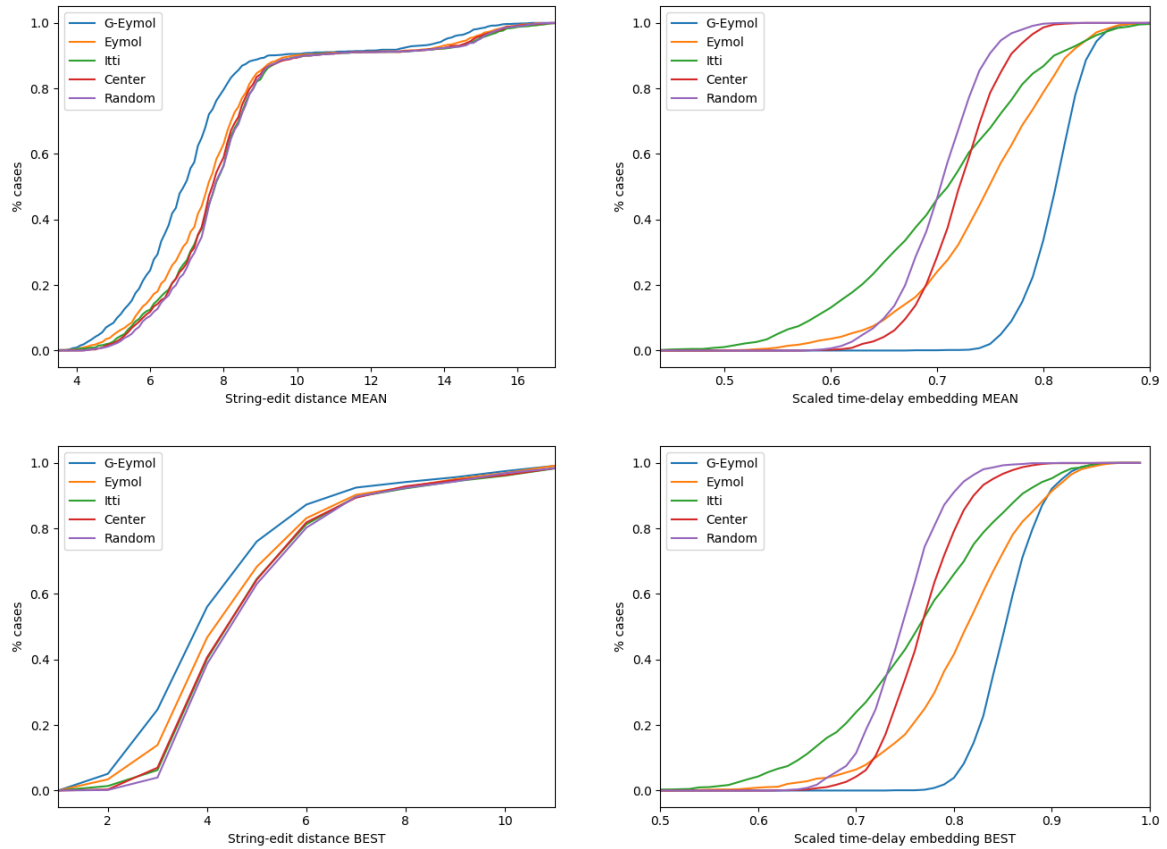 G-Eymol
Eymol
Itti
Center
Random
% cases
1.0
0.8
0.6
0.4
0.2
0.0
4 6 8 10 12 14 16
String-edit distance MEAN
G-Eymol
Eymol
Itti
Center
Random
% cases
1.0
0.8
0.6
0.4
0.2
0.0
0.5 0.6 0.7 0.8 0.9
Scaled time-delay embedding MEAN
G-Eymol
Eymol
Itti
Center
Random
% cases
1.0
0.8
0.6
0.4
0.2
0.0
2 4 6 8 10
String-edit distance BEST
G-Eymol
Eymol
Itti
Center
Random
% cases
1.0
0.8
0.6
0.4
0.2
0.0
0.5 0.6 0.7 0.8 0.9 1.0
Scaled time-delay embedding BEST